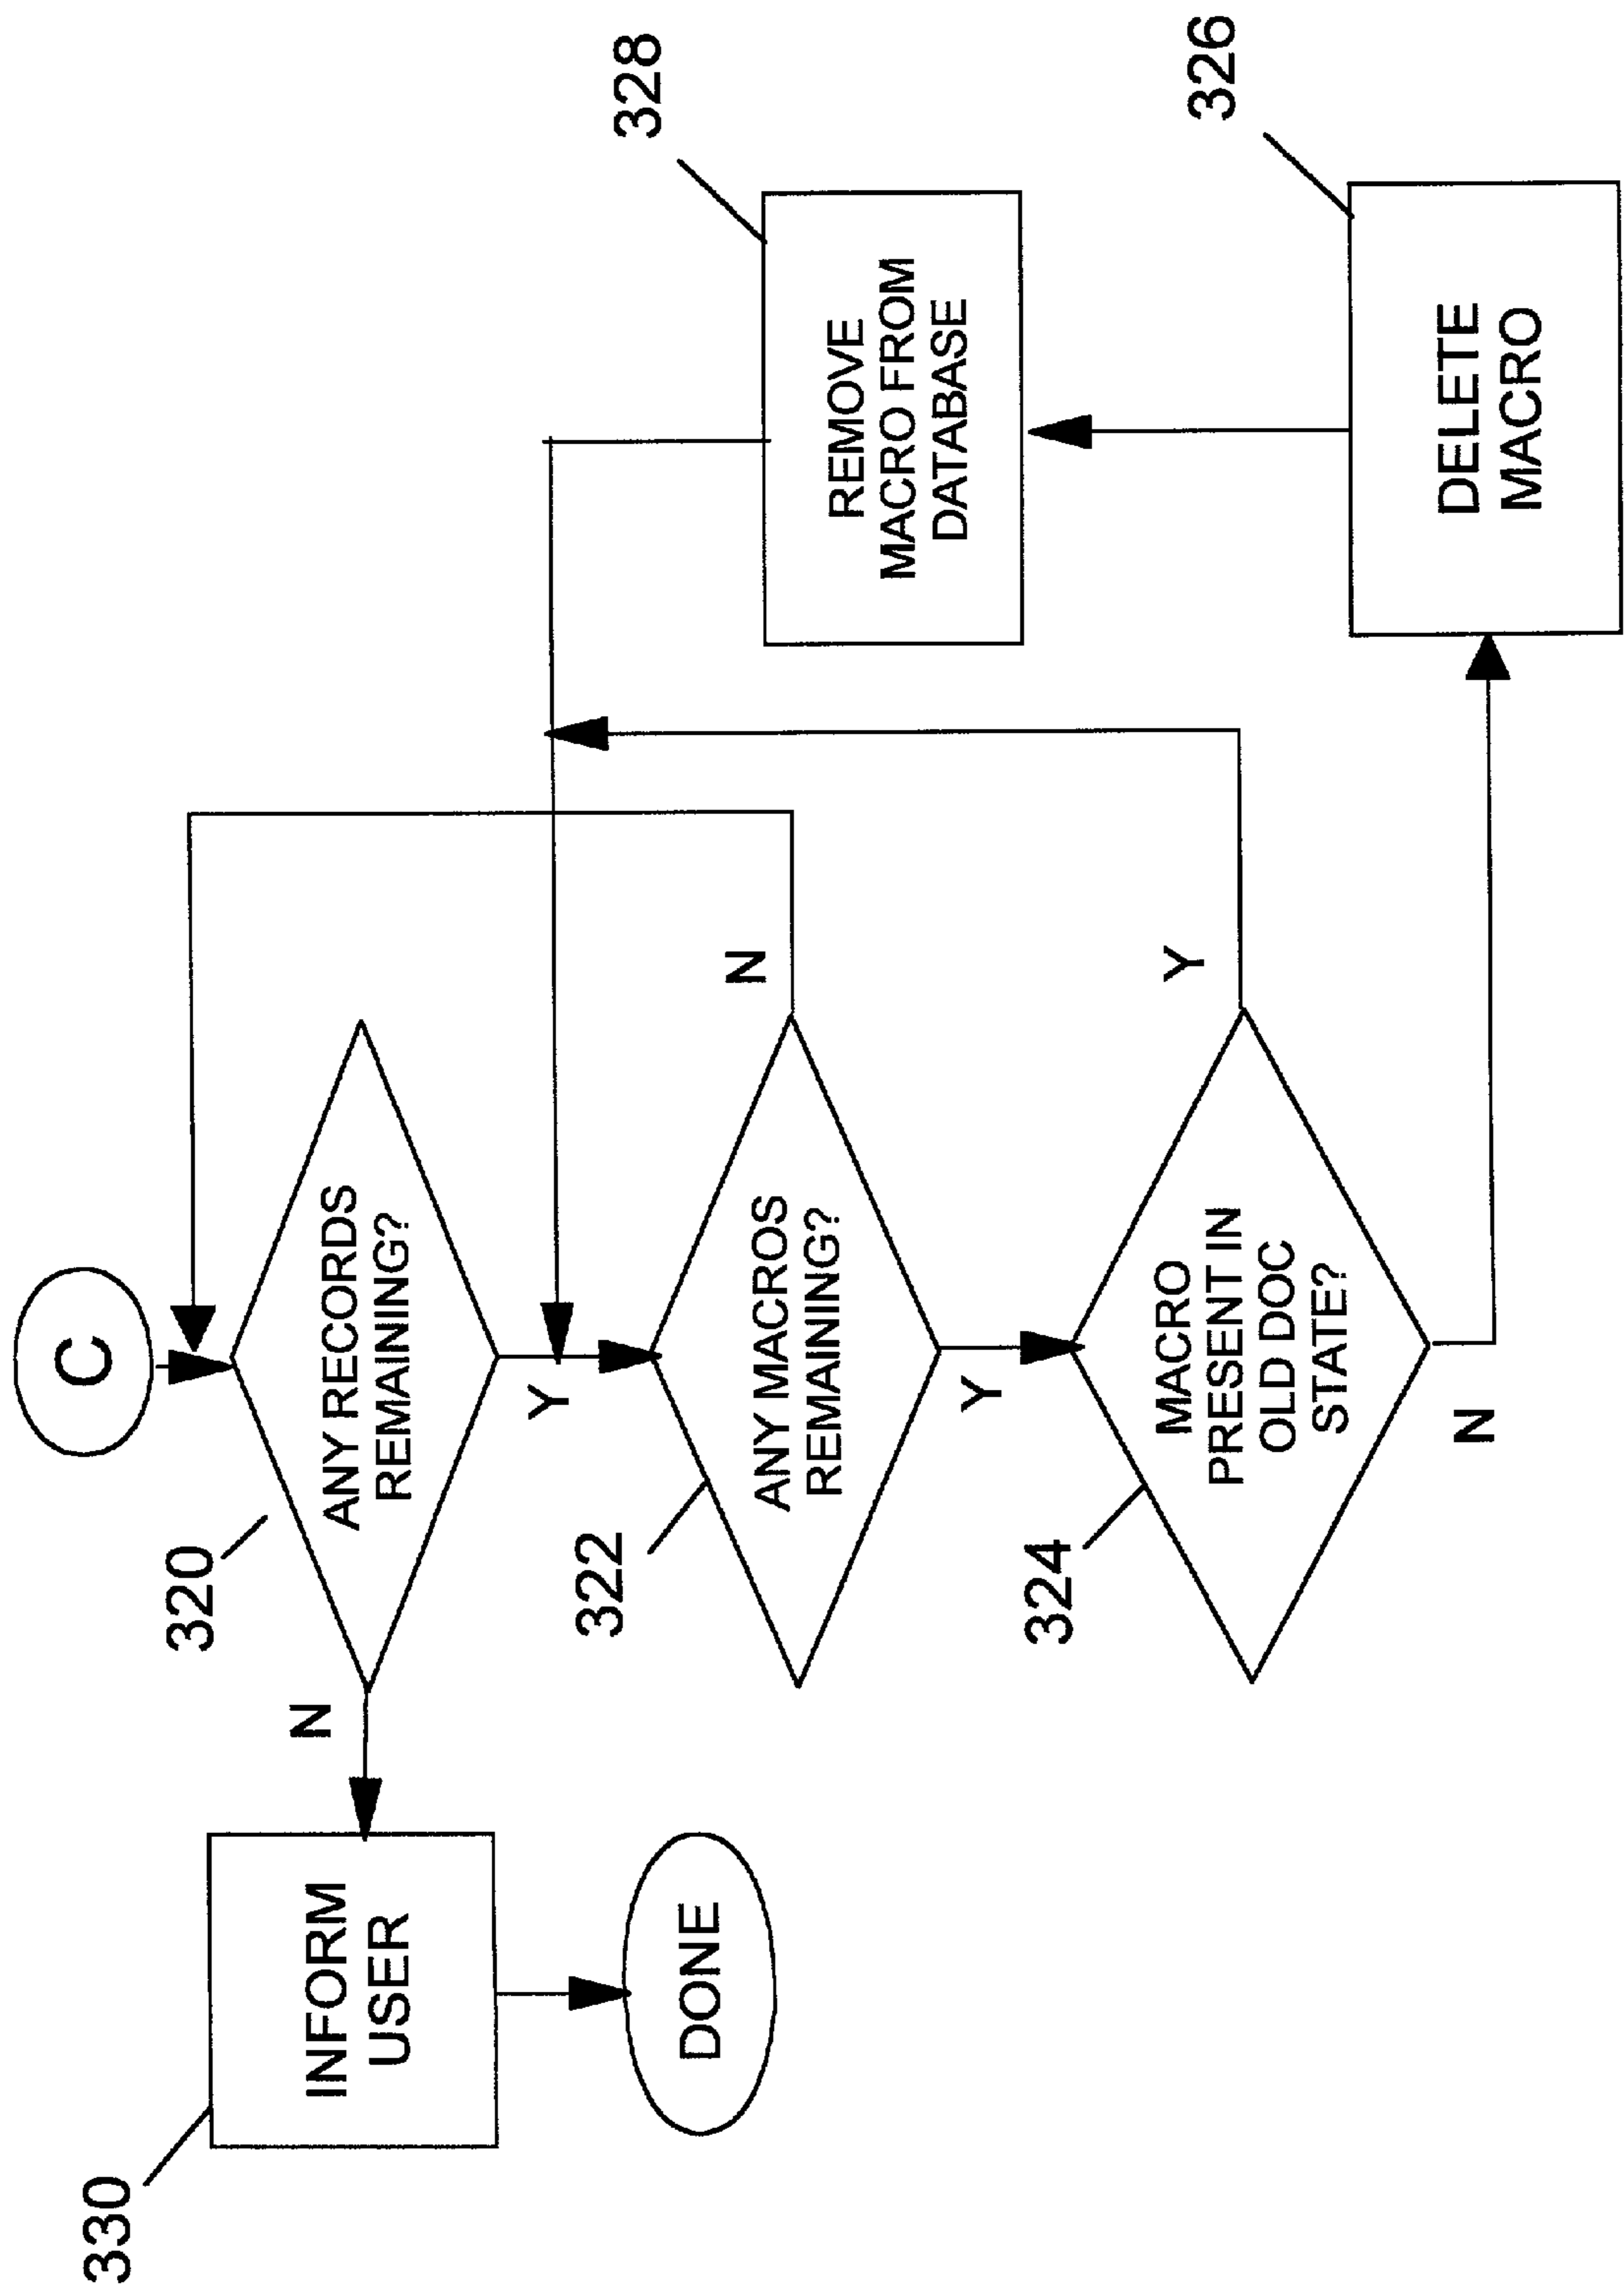 C
320
ANY RECORDS
REMAINING?
N
Y
330
INFORM
USER
DONE
322
ANY MACROS
REMAINING?
N
Y
324
MACRO
PRESENT IN
OLD DOC
STATE?
Y
N
328
REMOVE
MACRO FROM
DATABASE
326
DELETE
MACRO